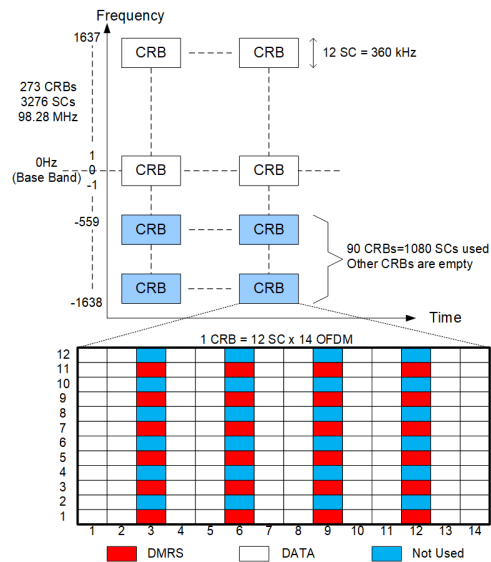 Frequency
1637
CRB
CRB
12 SC = 360 kHz
273 CRBs
3276 SCs
98.28 MHz
0Hz
(Base Band)
1
0
-1
CRB
CRB
-559
CRB
CRB
90 CRBs=1080 SCs used
Other CRBs are empty
CRB
CRB
-1638
Time
1 CRB = 12 SC x 14 OFDM
12
11
10
9
8
7
6
5
4
3
2
1
1 2 3 4 5 6 7 8 9 10 11 12 13 14
DMRS DATA Not Used